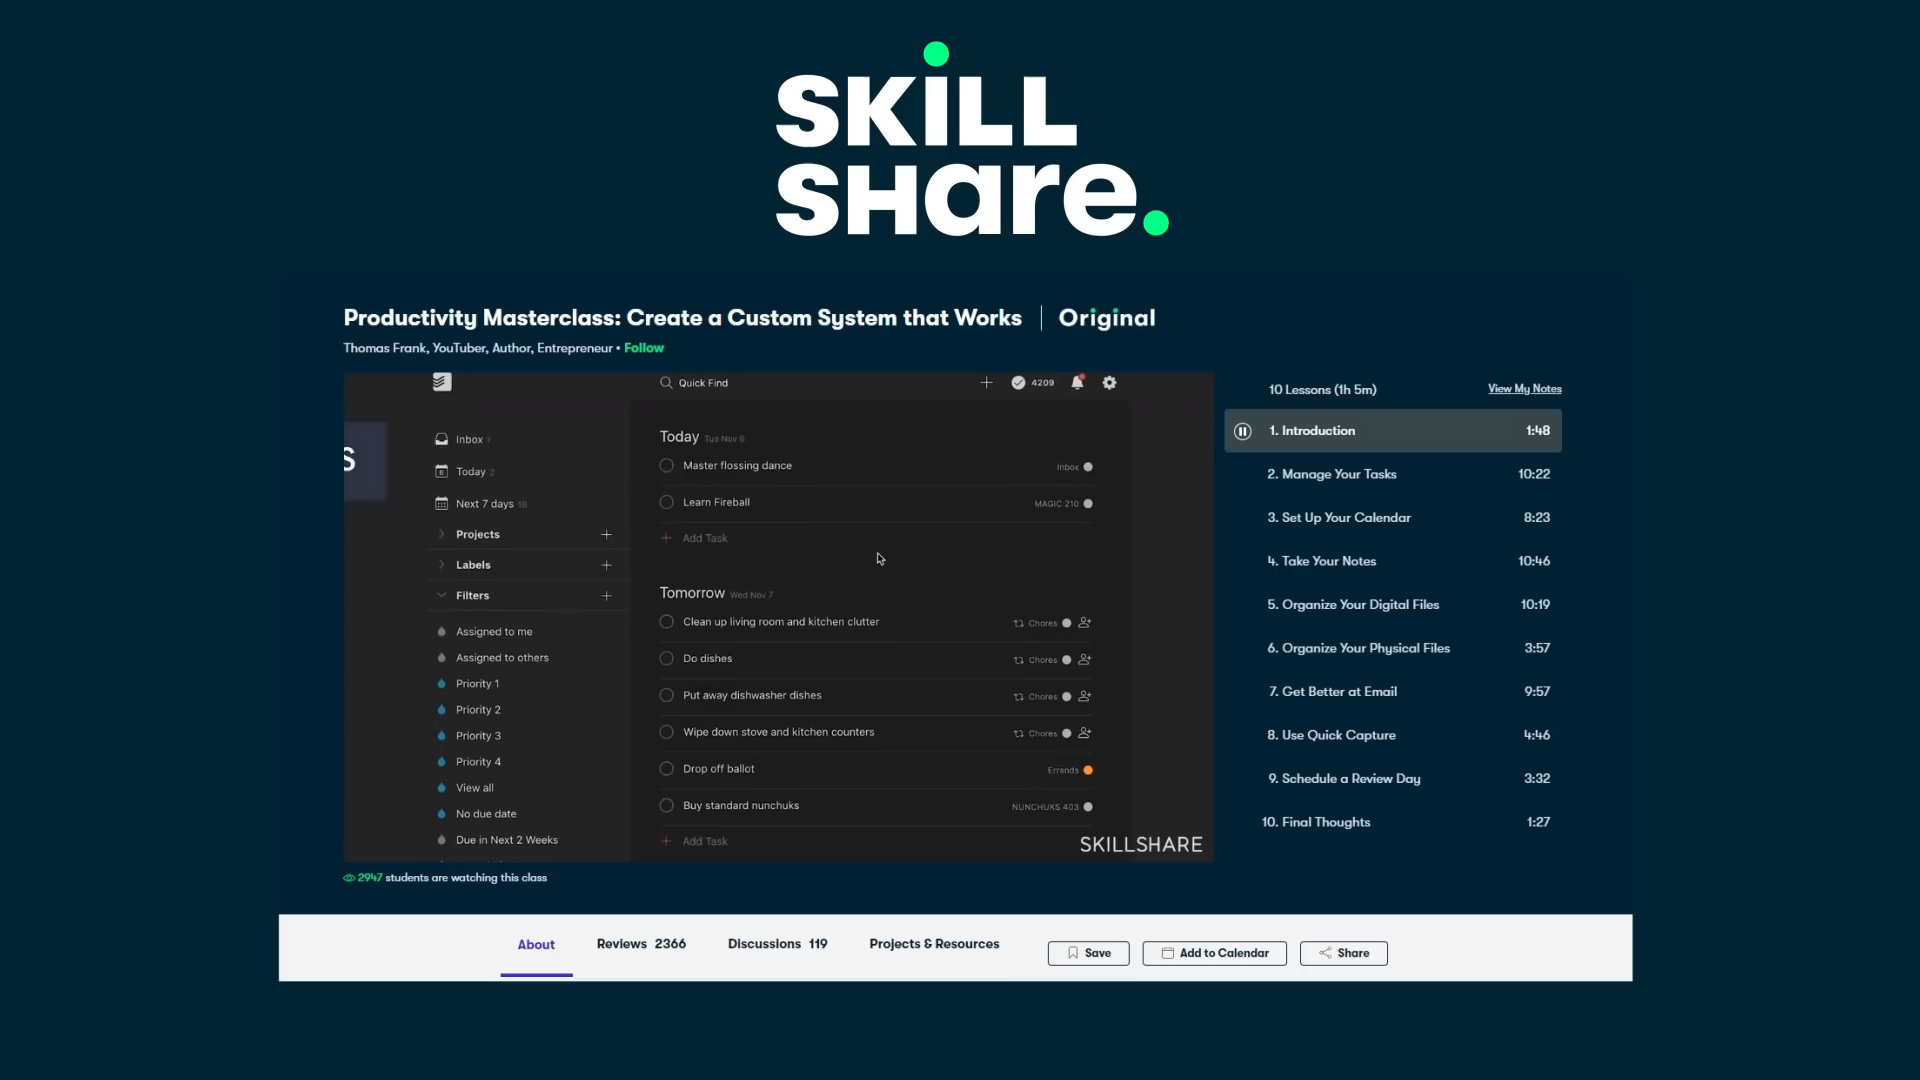 SKILL
SHare.
Productivity Masterclass: Create a Custom System that Works | Original
Thomas Frank, YouTuber, Author, Entrepreneur • Follow
S
Quick Find
4209
Inbox 1
Today 2
Next 7 days 18
Projects
Labels
Filters
Assigned to me
Assigned to others
Priority 1
Priority 2
Priority 3
Priority 4
View all
No due date
Due in Next 2 Weeks
Today Tue Nov 6
Master flossing dance Inbox
Learn Fireball MAGIC 210
Add Task
Tomorrow Wed Nov 7
Clean up living room and kitchen clutter Chores
Do dishes Chores
Put away dishwasher dishes Chores
Wipe down stove and kitchen counters Chores
Drop off ballot Errands
Buy standard nunchuks NUNCHUKS 403
Add Task
SKILLSHARE
2947 students are watching this class
10 Lessons (1h 5m) View My Notes
1. Introduction 1:48
2. Manage Your Tasks 10:22
3. Set Up Your Calendar 8:23
4. Take Your Notes 10:46
5. Organize Your Digital Files 10:19
6. Organize Your Physical Files 3:57
7. Get Better at Email 9:57
8. Use Quick Capture 4:46
9. Schedule a Review Day 3:32
10. Final Thoughts 1:27
About Reviews 2366 Discussions 119 Projects & Resources Save Add to Calendar Share